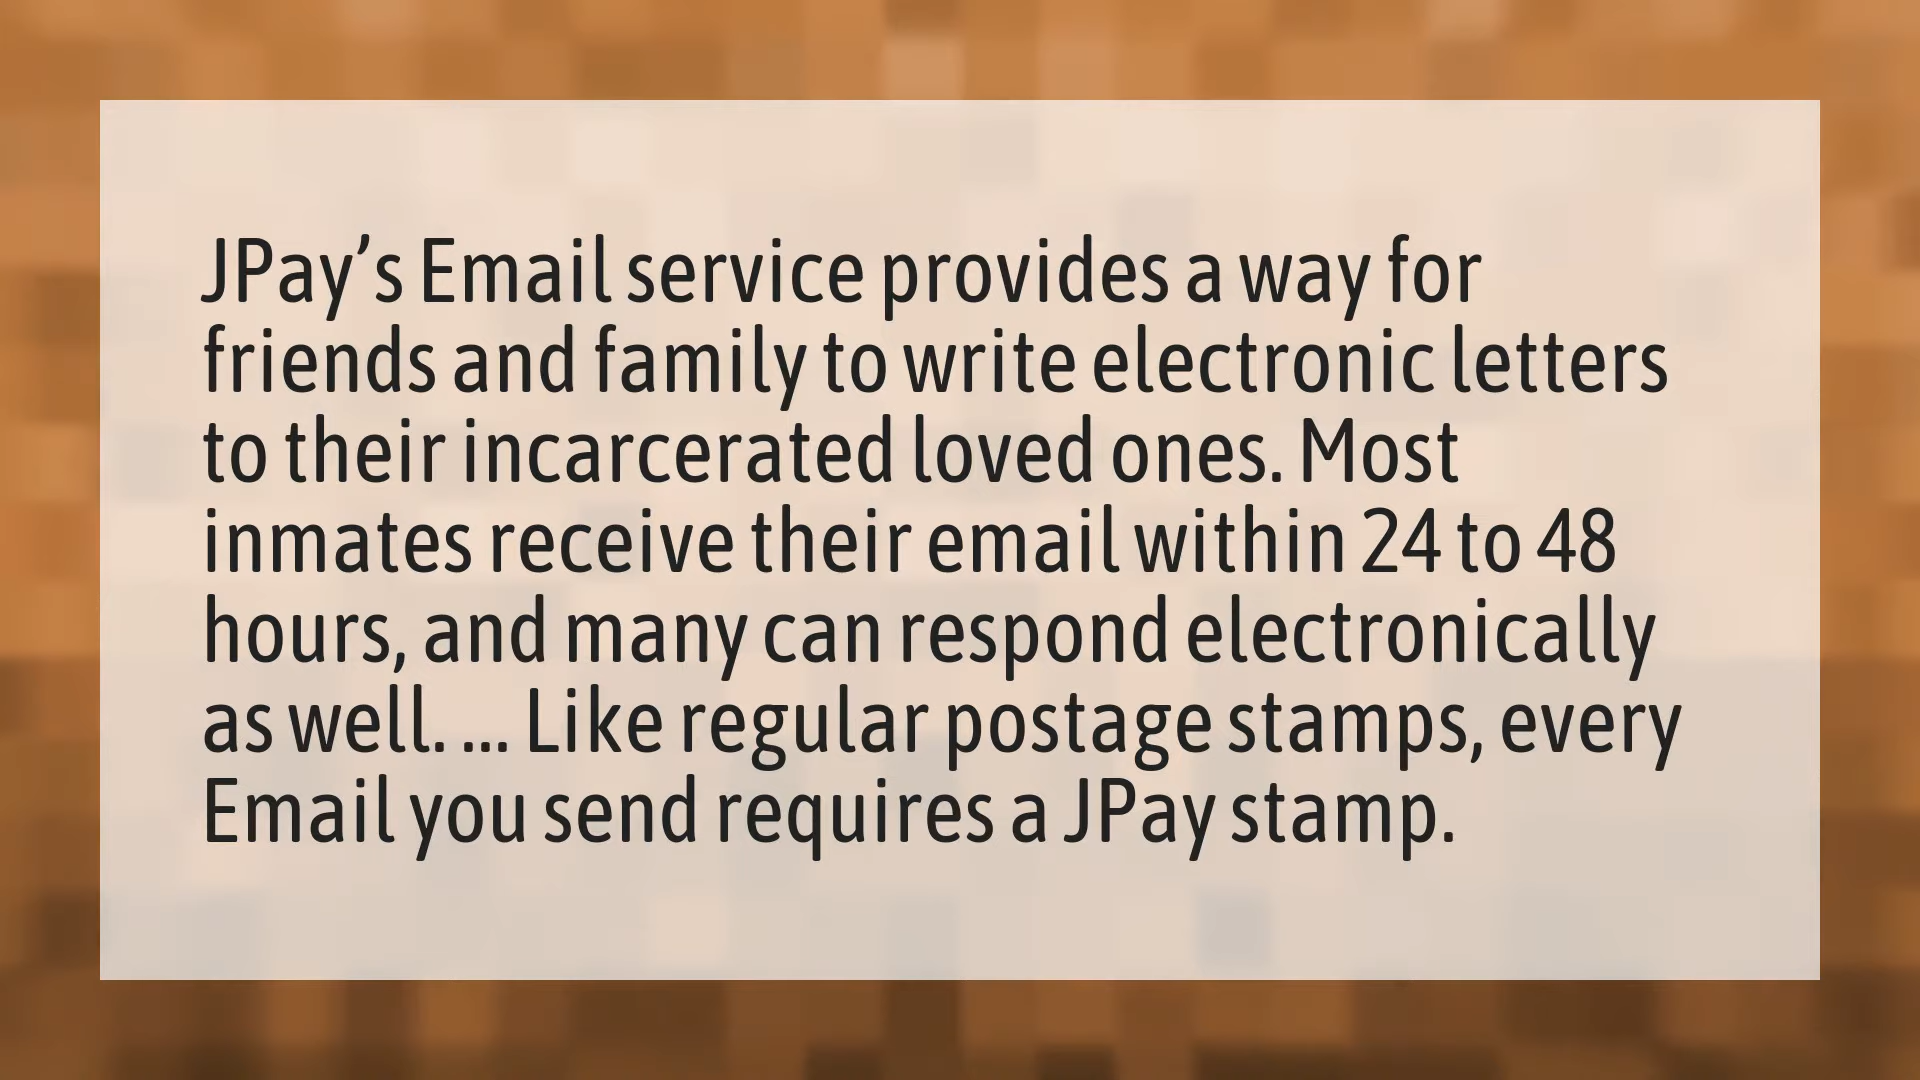 JPay’s Email service provides a way for
friends and family to write electronic letters
to their incarcerated loved ones. Most
inmates receive their email within 24 to 48
hours, and many can respond electronically
as well. ... Like regular postage stamps, every
Email you send requires a JPay stamp.